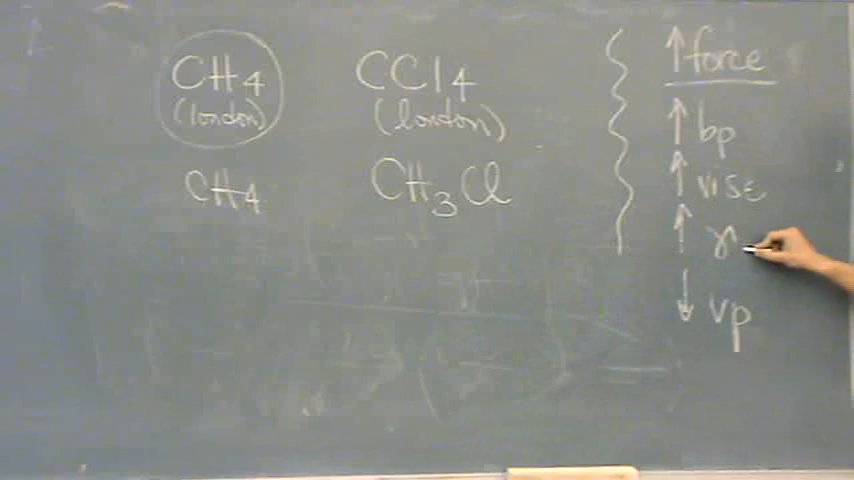 CH4 CCl4
(london) (london)
CH4 CH3Cl
↑ force
↑ bp
↑ visc
↑ γ
↓ vp